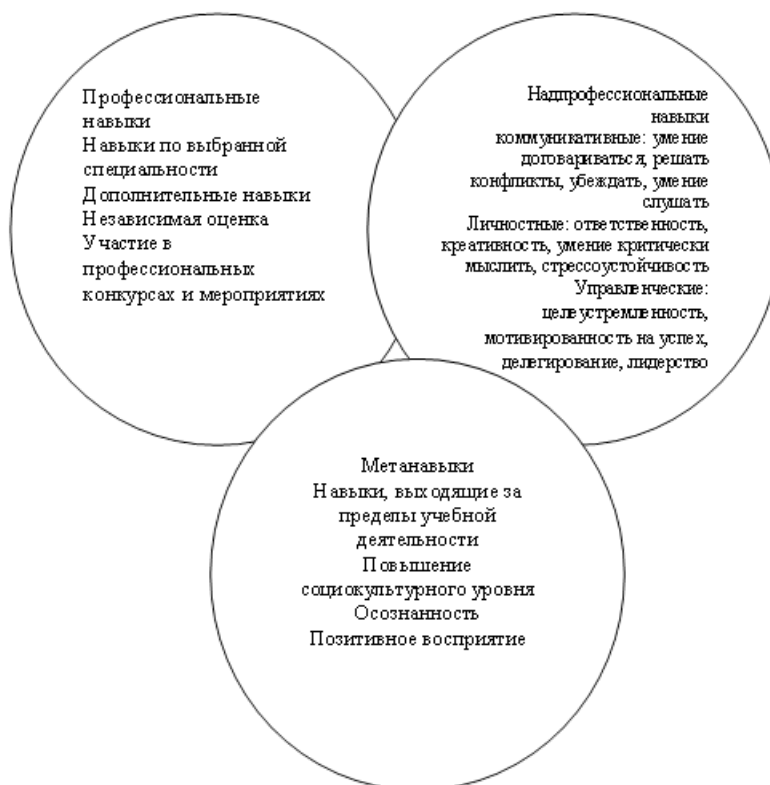 Профессиональные
навыки
Навыки по выбранной
специальности
Дополнительные навыки
Независимая оценка
Участие в
профессиональных
конкурсах и мероприятиях
Надпрофессиональные
навыки
коммуникативные: умение
договариваться, решать
конфликты, убеждать, умение
слушать
Личностные: ответственность,
креативность, умение критически
мыслить, стрессоустойчивость
Управленческие:
целеустремленность,
мотивированность на успех,
делегирование, лидерство
Метанавыки
Навыки, выходящие за
пределы учебной
деятельности
Повышение
социокультурного уровня
Осознанность
Позитивное восприятие